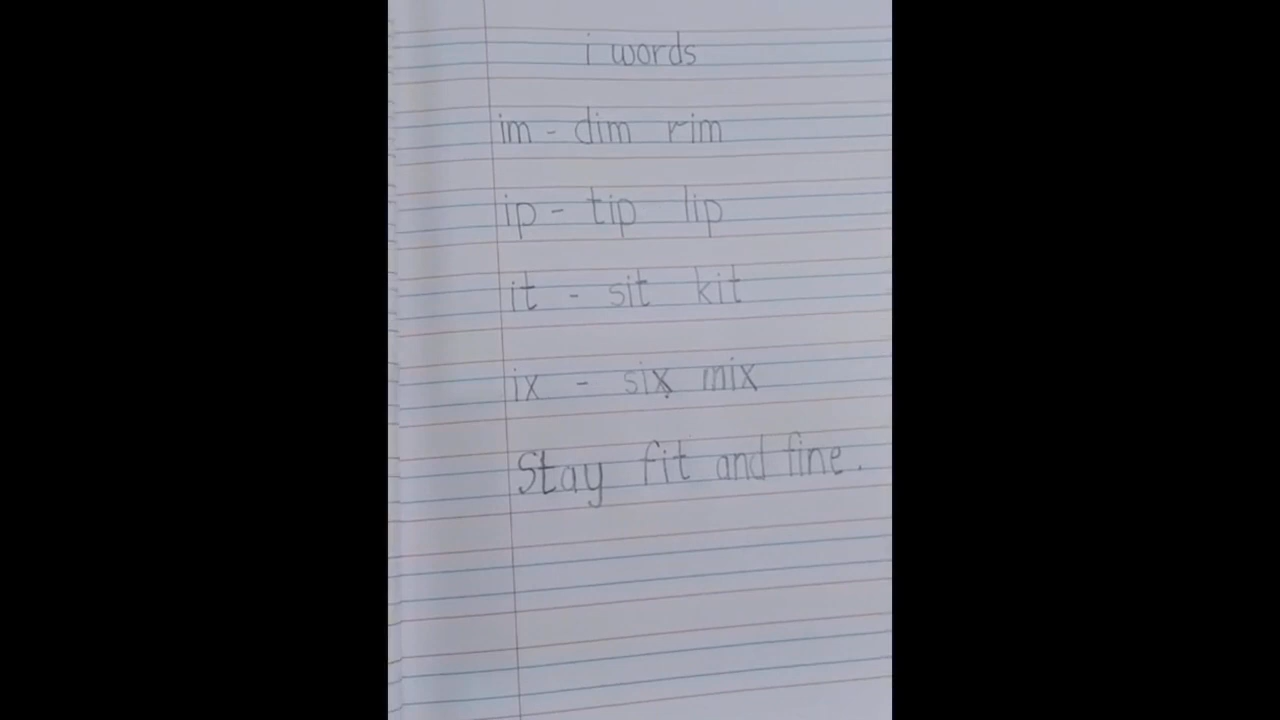 i words
im - dim rim
ip - tip lip
it - sit kit
ix - six mix
Stay fit and fine.